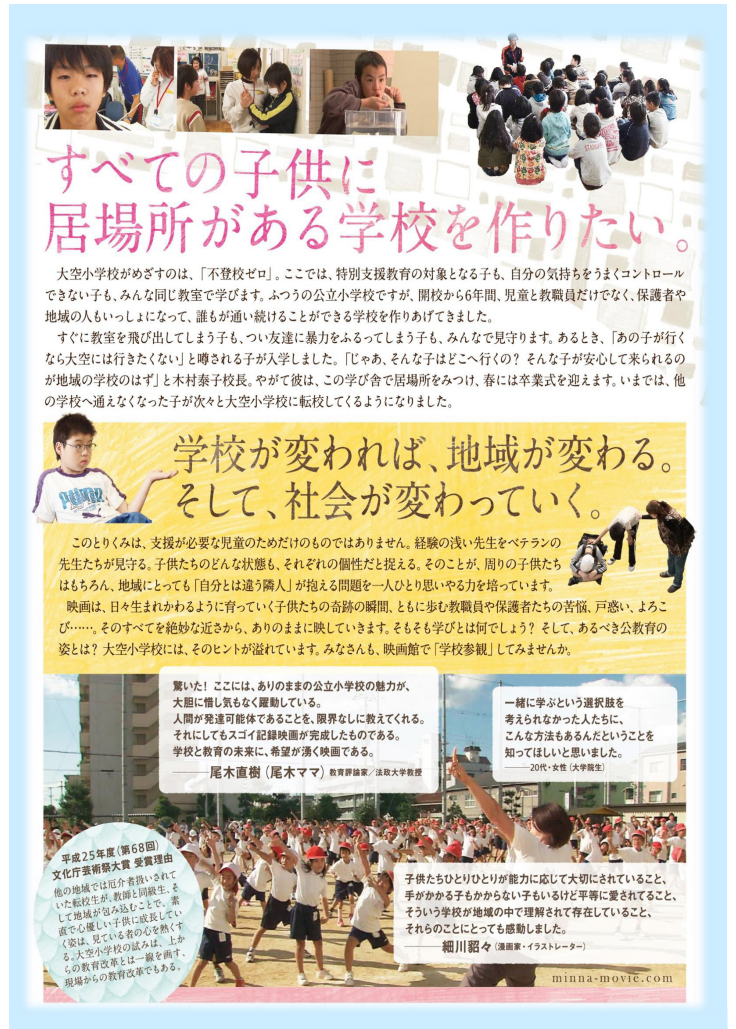 すべての子供に
居場所がある学校を作りたい。
大空小学校がめざすのは、「不登校ゼロ」。ここでは、特別支援教育の対象となる子も、自分の気持ちをうまくコントロール
できない子も、みんな同じ教室で学びます。ふつうの公立小学校ですが、開校から6年間、児童と教職員だけでなく、保護者や
地域の人もいっしょになって、誰もが通い続けることができる学校を作りあげてきました。
すぐに教室を飛び出してしまう子も、つい友達に暴力をふるってしまう子も、みんなで見守ります。あるとき、「あの子が行く
なら大空には行きたくない」と噂される子が入学しました。「じゃあ、そんな子はどこへ行くの? そんな子が安心して来られるの
が地域の学校のはず」と木村泰子校長。やがて彼は、この学び舎で居場所をみつけ、春には卒業式を迎えます。いまでは、他
の学校へ通えなくなった子が次々と大空小学校に転校してくるようになりました。
学校が変われば、地域が変わる。
そして、社会が変わっていく。
このとりくみは、支援が必要な児童のためだけのものではありません。経験の浅い先生をベテランの
先生たちが見守る。子供たちのどんな状態も、それぞれの個性だと捉える。そのことが、周りの子供たち
はもちろん、地域にとっても「自分とは違う隣人」が抱える問題を一人ひとり思いやる力を培っています。
映画は、日々生まれかわるように育っていく子供たちの奇跡の瞬間、ともに歩む教職員や保護者たちの苦悩、戸惑い、よろこ
び……。そのすべてを絶妙な近さから、ありのままに映していきます。そもそも学びとは何でしょう? そして、あるべき公教育の
姿とは? 大空小学校には、そのヒントが溢れています。みなさんも、映画館で「学校参観」してみませんか。
驚いた! ここには、ありのままの公立小学校の魅力が、
大胆に惜し気もなく躍動している。
人間が発達可能体であることを、限界なしに教えてくれる。
それにしてもスゴイ記録映画が完成したものである。
学校と教育の未来に、希望が湧く映画である。
———尾木直樹(尾木ママ)教育評論家/法政大学教授
一緒に学ぶという選択肢を
考えられなかった人たちに、
こんな方法もあるんだということを
知ってほしいと思いました。
———20代・女性(大学院生)
平成25年度(第68回)
文化庁芸術祭大賞 受賞理由
他の地域では厄介者扱いされて
いた転校生が、教師と同級生、そ
して地域が包み込むことで、素
直で心優しい子供に成長してい
く姿は、見ている者の心を熱くす
る。大空小学校の試みは、上か
らの教育改革とは一線を画す、
現場からの教育改革でもある。
子供たちひとりひとりが能力に応じて大切にされていること、
手がかかる子もかからない子もいるけど平等に愛されてること、
そういう学校が地域の中で理解されて存在していること、
それらのことにとっても感動しました。
———細川貂々(漫画家・イラストレーター)
minna-movie.com